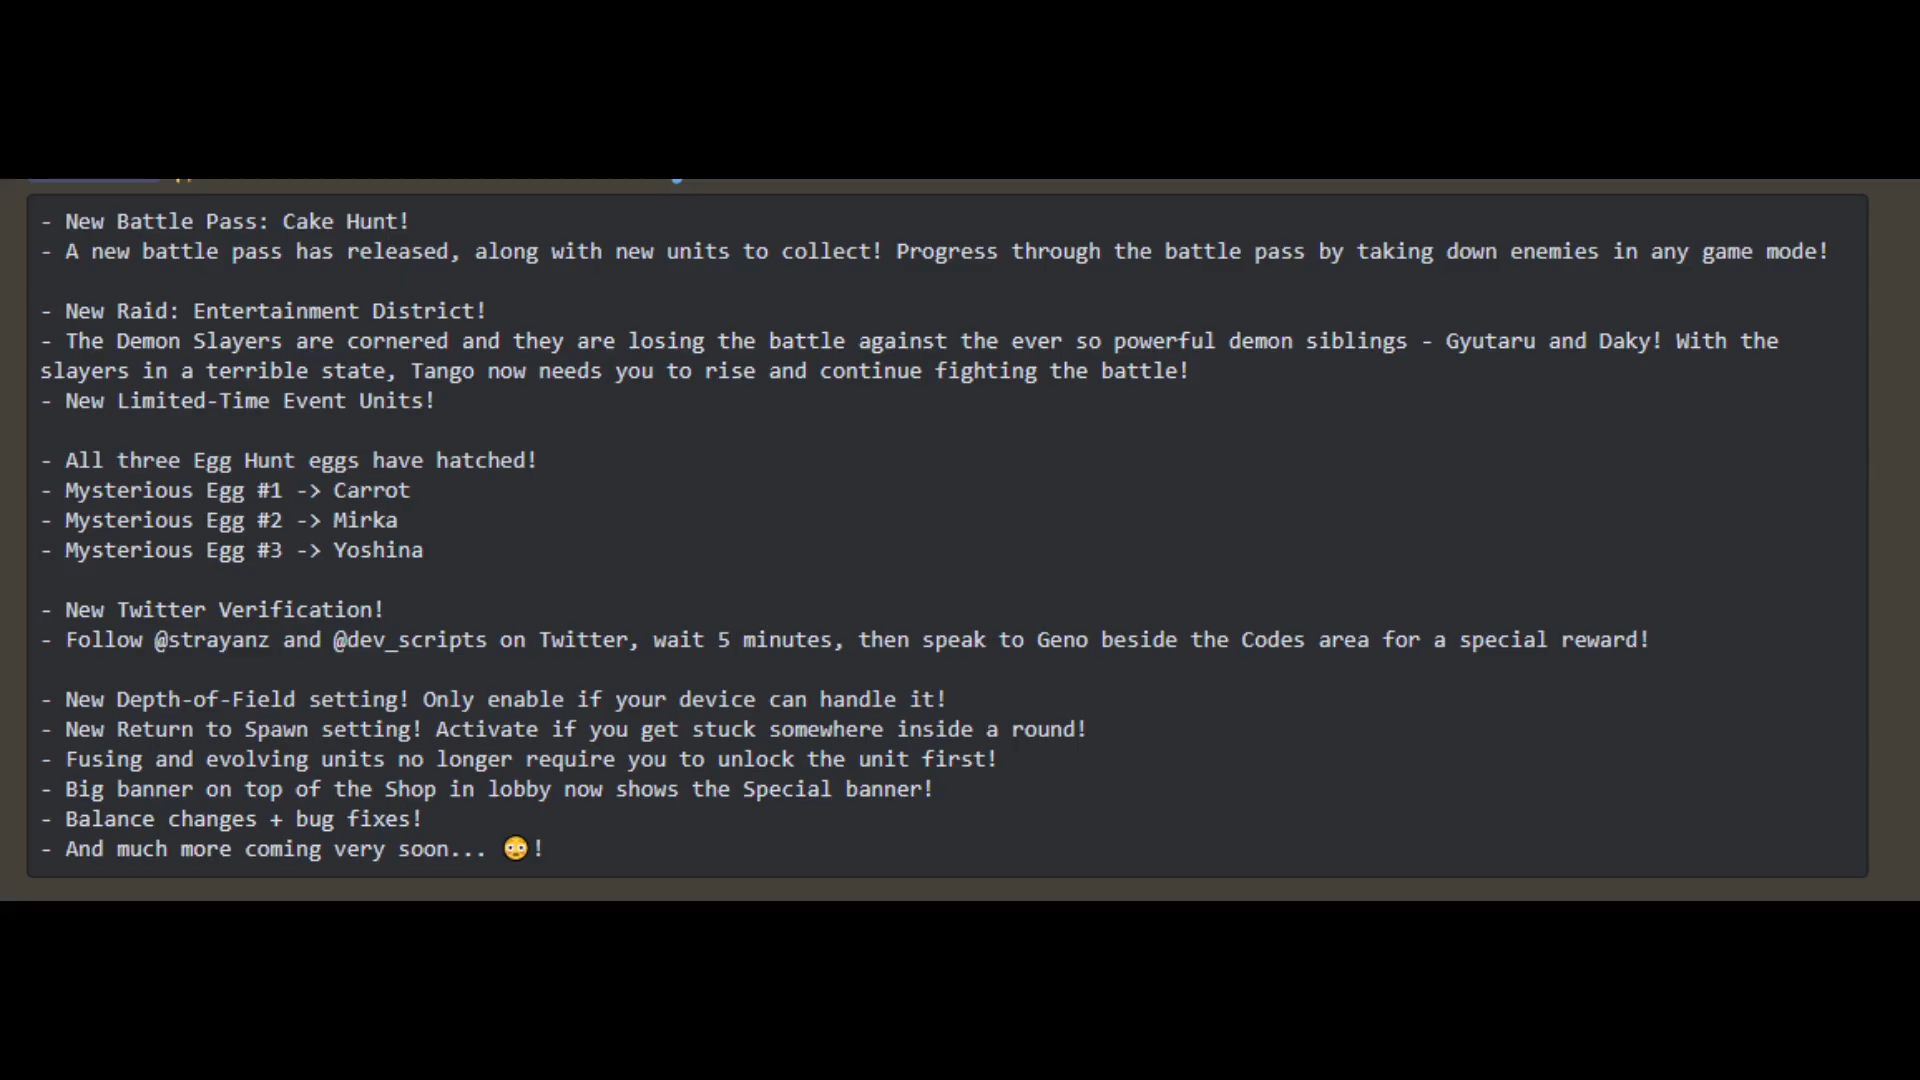 - New Battle Pass: Cake Hunt!
- A new battle pass has released, along with new units to collect! Progress through the battle pass by taking down enemies in any game mode!
- New Raid: Entertainment District!
- The Demon Slayers are cornered and they are losing the battle against the ever so powerful demon siblings - Gyutaru and Daky! With the
slayers in a terrible state, Tango now needs you to rise and continue fighting the battle!
- New Limited-Time Event Units!
- All three Egg Hunt eggs have hatched!
- Mysterious Egg #1 -> Carrot
- Mysterious Egg #2 -> Mirka
- Mysterious Egg #3 -> Yoshina
- New Twitter Verification!
- Follow @strayanz and @dev_scripts on Twitter, wait 5 minutes, then speak to Geno beside the Codes area for a special reward!
- New Depth-of-Field setting! Only enable if your device can handle it!
- New Return to Spawn setting! Activate if you get stuck somewhere inside a round!
- Fusing and evolving units no longer require you to unlock the unit first!
- Big banner on top of the Shop in lobby now shows the Special banner!
- Balance changes + bug fixes!
- And much more coming very soon... 😳!